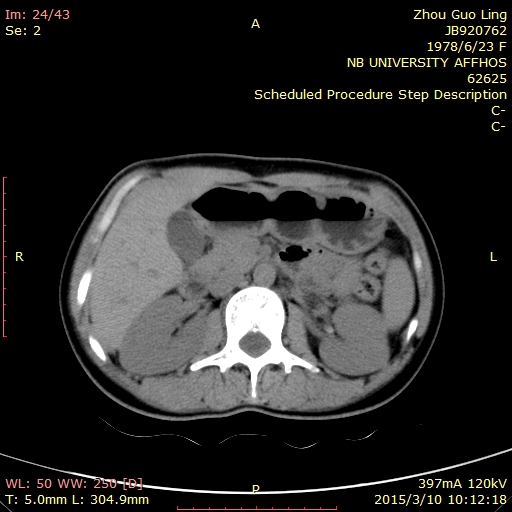 Im: 24/43
Se: 2
A
Zhou Guo Ling
JB920762
1978/6/23 F
NB UNIVERSITY AFFHOS
62625
Scheduled Procedure Step Description
C-
C-
R
L
WL: 50 WW: 250 [D]
T: 5.0mm L: 304.9mm
P
397mA 120kV
2015/3/10 10:12:18